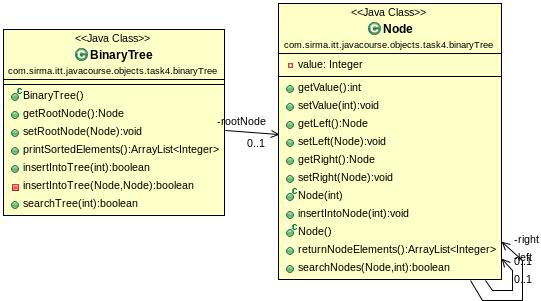 <<Java Class>>
C BinaryTree
com.sirma.itt.javacourse.objects.task4.binaryTree
c BinaryTree()
getRootNode():Node
setRootNode(Node):void
printSortedElements():ArrayList<Integer>
insertIntoTree(int):boolean
insertIntoTree(Node,Node):boolean
searchTree(int):boolean
-rootNode
0..1
<<Java Class>>
C Node
com.sirma.itt.javacourse.objects.task4.binaryTree
value: Integer
getValue():int
setValue(int):void
getLeft():Node
setLeft(Node):void
getRight():Node
setRight(Node):void
c Node(int)
insertIntoNode(int):void
c Node()
returnNodeElements():ArrayList<Integer>
searchNodes(Node,int):boolean
-right
-left
0..1
0..1